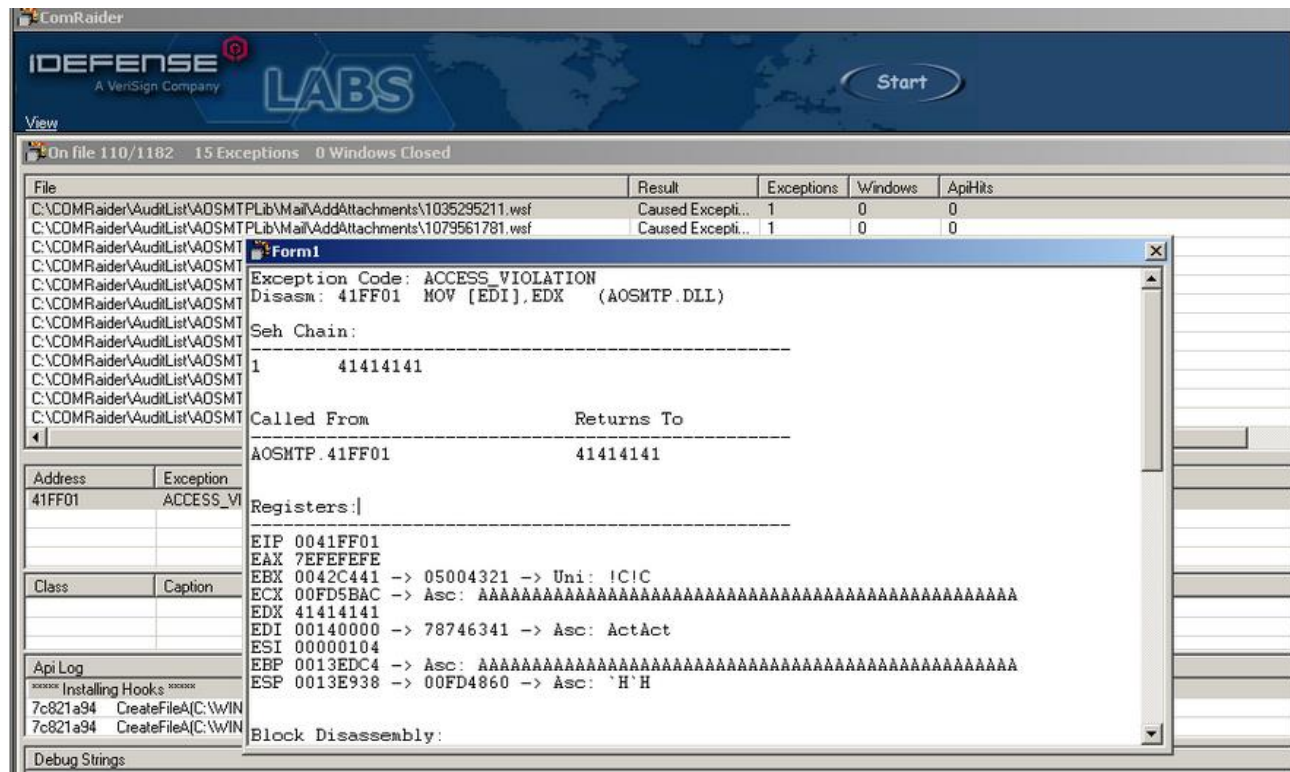 ComRaider
IDEFENSE
A VeriSign Company
LABS
Start
View
On file 110/1182 15 Exceptions 0 Windows Closed
File Result Exceptions Windows ApiHits
C:\COMRaider\AuditList\AOSMTPLib\Mail\AddAttachments\1035295211.wsf Caused Excepti... 1 0 0
C:\COMRaider\AuditList\AOSMTPLib\Mail\AddAttachments\1079561781.wsf Caused Excepti... 1 0 0
C:\COMRaider\AuditList\AOSMT
C:\COMRaider\AuditList\AOSMT
C:\COMRaider\AuditList\AOSMT
C:\COMRaider\AuditList\AOSMT
C:\COMRaider\AuditList\AOSMT
C:\COMRaider\AuditList\AOSMT
C:\COMRaider\AuditList\AOSMT
C:\COMRaider\AuditList\AOSMT
C:\COMRaider\AuditList\AOSMT
C:\COMRaider\AuditList\AOSMT
Address Exception
41FF01 ACCESS_VI
Class Caption
Api Log
***** Installing Hooks *****
7c821a94 CreateFileA(C:\WIN
7c821a94 CreateFileA(C:\WIN
Debug Strings
Form1
Exception Code: ACCESS_VIOLATION
Disasm: 41FF01 MOV [EDI],EDX (AOSMTP.DLL)
Seh Chain:
--------------------------------------------------
1 41414141
Called From Returns To
--------------------------------------------------
AOSMTP.41FF01 41414141
Registers:
--------------------------------------------------
EIP 0041FF01
EAX 7EFEFEFE
EBX 0042C441 -> 05004321 -> Uni: !C!C
ECX 00FD5BAC -> Asc: AAAAAAAAAAAAAAAAAAAAAAAAAAAAAAAAAAAAAAAAAAAAAAAA
EDX 41414141
EDI 00140000 -> 78746341 -> Asc: ActAct
ESI 00000104
EBP 0013EDC4 -> Asc: AAAAAAAAAAAAAAAAAAAAAAAAAAAAAAAAAAAAAAAAAAAAAAAA
ESP 0013E938 -> 00FD4860 -> Asc: `H`H
Block Disassembly: